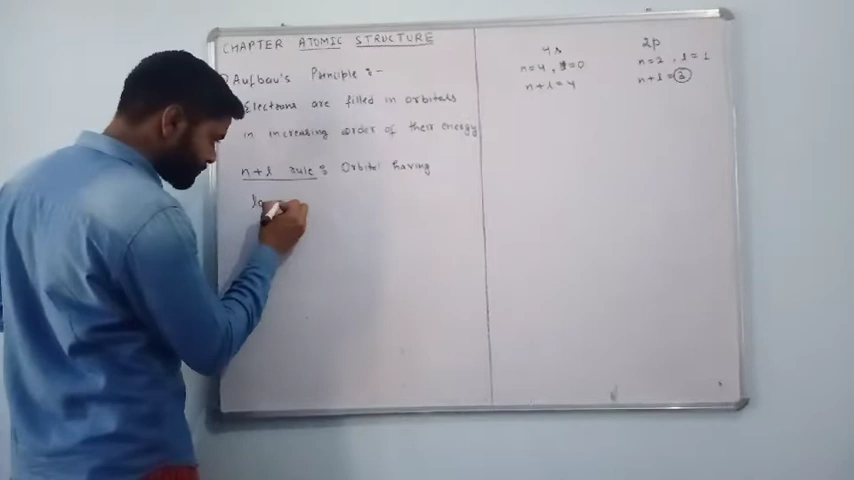 CHAPTER ATOMIC STRUCTURE
Aufbau's Principle :-
Electrons are filled in orbitals
in increasing order of their energy
n+l rule : Orbital having
lo
4s
n=4, l=0
n+l=4
2p
n=2, l=1
n+l=3